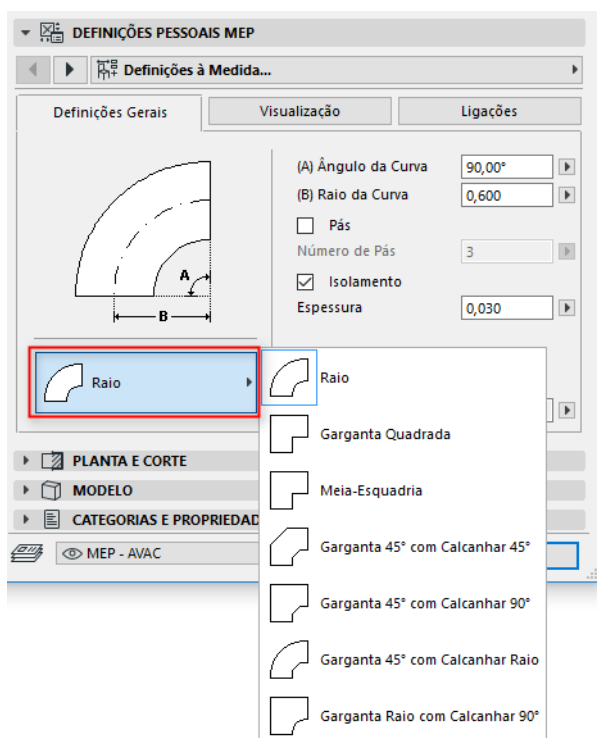 DEFINIÇÕES PESSOAIS MEP
Definições à Medida...
Definições Gerais
Visualização
Ligações
(A) Ângulo da Curva 90,00°
(B) Raio da Curva 0,600
Pás
Número de Pás 3
Isolamento
Espessura 0,030
A
B
Raio
Raio
Garganta Quadrada
Meia-Esquadria
Garganta 45° com Calcanhar 45°
Garganta 45° com Calcanhar 90°
Garganta 45° com Calcanhar Raio
Garganta Raio com Calcanhar 90°
PLANTA E CORTE
MODELO
CATEGORIAS E PROPRIEDAD
MEP - AVAC